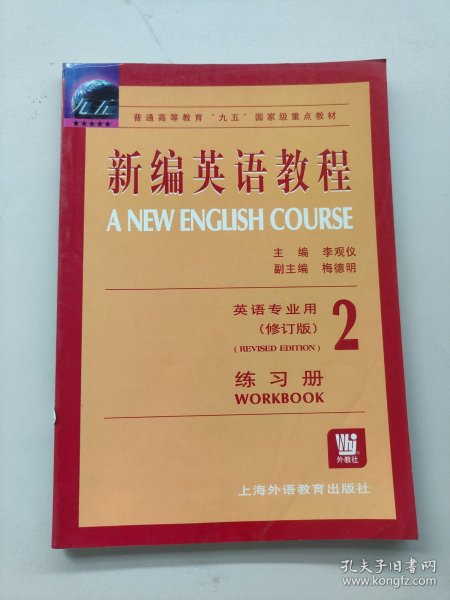 九五
★★★★★
普通高等教育"九五"国家级重点教材
新编英语教程
A NEW ENGLISH COURSE
主 编 李观仪
副主编 梅德明
英语专业用
(修订版)
(REVISED EDITION)
2
练习册
WORKBOOK
Why
外教社
®
上海外语教育出版社
孔夫子旧书网
www.kongfz.com